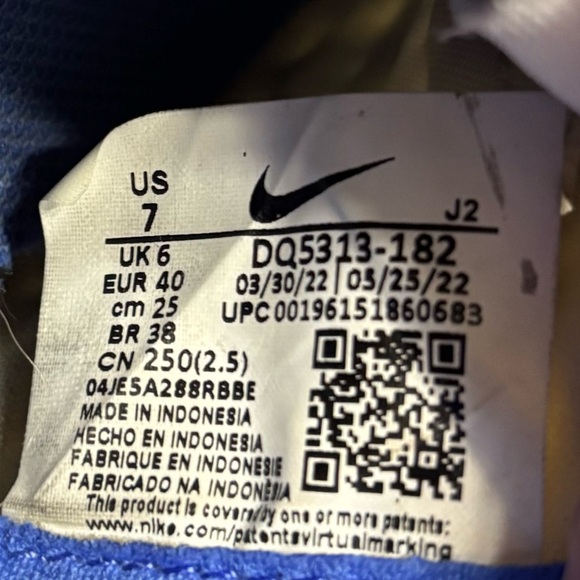 US
7
J2
UK 6 DQ5313-182
EUR 40 03/30/22 05/25/22
cm 25 UPC 00196151860683
BR 38
CN 250(2.5)
04JESA288RBBE
MADE IN INDONESIA
HECHO EN INDONESIA
FABRIQUE EN INDONESIE
FABRICADO NA INDONÉSIA
This product is covered by one or more patents:
www.nike.com/patentsvirtualmarking